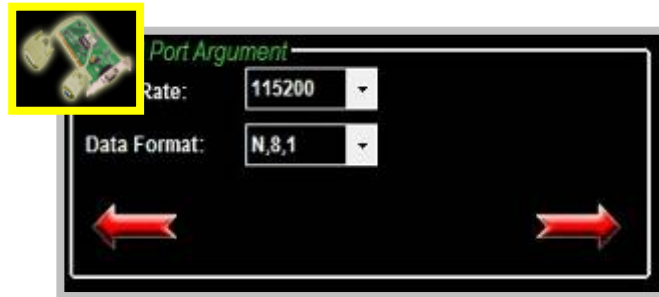 Port Argument
Rate:
115200
Data Format:
N,8,1